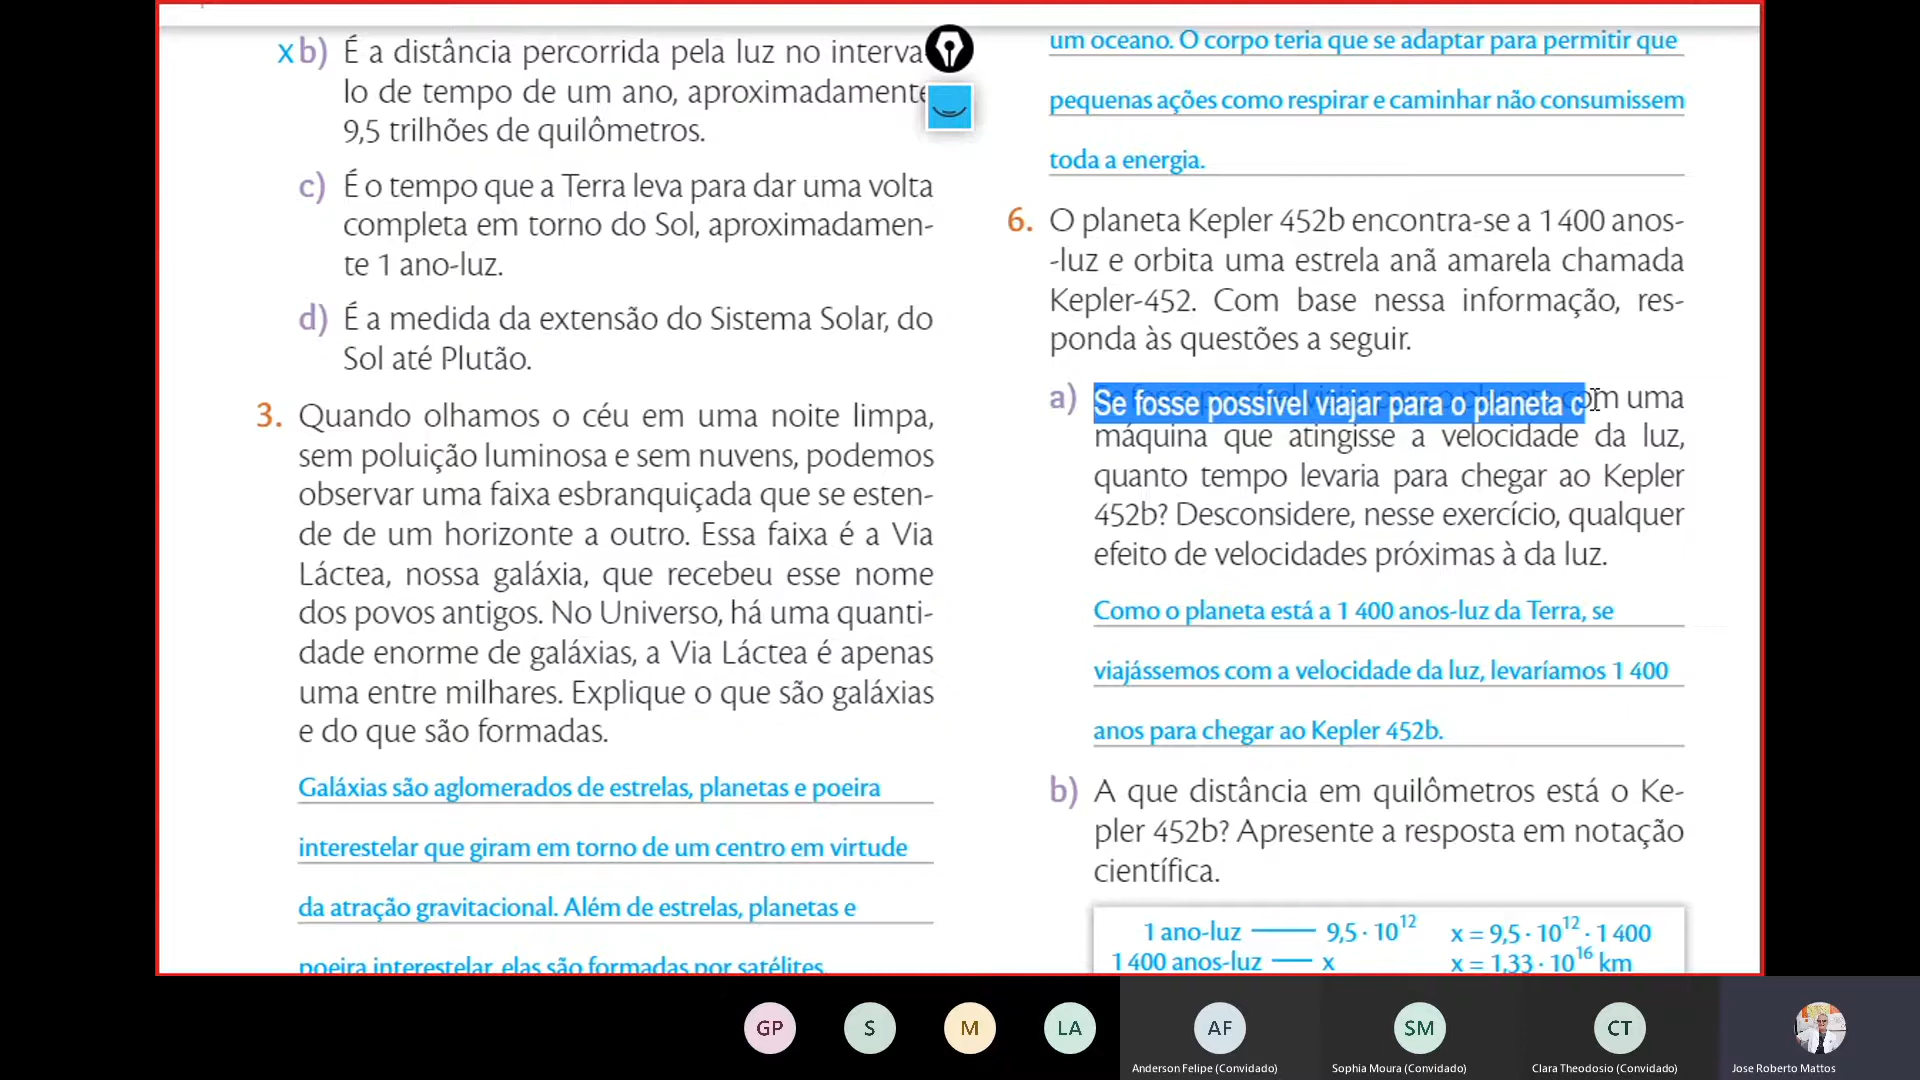 x b) É a distância percorrida pela luz no interva-
lo de tempo de um ano, aproximadamente
9,5 trilhões de quilômetros.
c) É o tempo que a Terra leva para dar uma volta
completa em torno do Sol, aproximadamen-
te 1 ano-luz.
d) É a medida da extensão do Sistema Solar, do
Sol até Plutão.
3. Quando olhamos o céu em uma noite limpa,
sem poluição luminosa e sem nuvens, podemos
observar uma faixa esbranquiçada que se esten-
de de um horizonte a outro. Essa faixa é a Via
Láctea, nossa galáxia, que recebeu esse nome
dos povos antigos. No Universo, há uma quanti-
dade enorme de galáxias, a Via Láctea é apenas
uma entre milhares. Explique o que são galáxias
e do que são formadas.
Galáxias são aglomerados de estrelas, planetas e poeira
interestelar que giram em torno de um centro em virtude
da atração gravitacional. Além de estrelas, planetas e
poeira interestelar, elas são formadas por satélites,
um oceano. O corpo teria que se adaptar para permitir que
pequenas ações como respirar e caminhar não consumissem
toda a energia.
6. O planeta Kepler 452b encontra-se a 1 400 anos-
-luz e orbita uma estrela anã amarela chamada
Kepler-452. Com base nessa informação, res-
ponda às questões a seguir.
a) Se fosse possível viajar para o planeta com uma
máquina que atingisse a velocidade da luz,
quanto tempo levaria para chegar ao Kepler
452b? Desconsidere, nesse exercício, qualquer
efeito de velocidades próximas à da luz.
Como o planeta está a 1 400 anos-luz da Terra, se
viajássemos com a velocidade da luz, levaríamos 1 400
anos para chegar ao Kepler 452b.
b) A que distância em quilômetros está o Ke-
pler 452b? Apresente a resposta em notação
científica.
1 ano-luz —— 9,5 · 10¹² x = 9,5 · 10¹² · 1 400
1 400 anos-luz —— x x = 1,33 · 10¹⁶ km
GP S M LA AF SM CT
Anderson Felipe (Convidado) Sophia Moura (Convidado) Clara Theodosio (Convidado) Jose Roberto Mattos